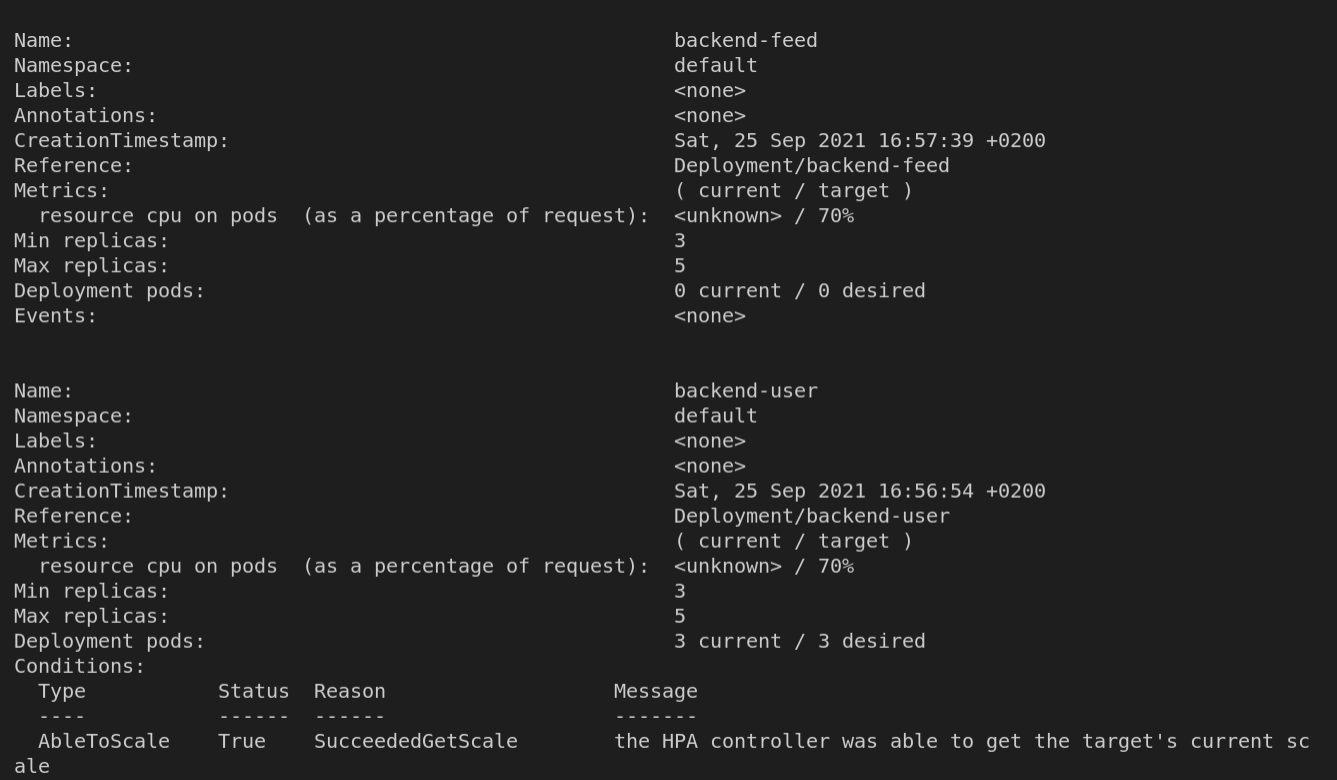 Name:                                                  backend-feed
Namespace:                                             default
Labels:                                                <none>
Annotations:                                           <none>
CreationTimestamp:                                     Sat, 25 Sep 2021 16:57:39 +0200
Reference:                                             Deployment/backend-feed
Metrics:                                               ( current / target )
  resource cpu on pods  (as a percentage of request):  <unknown> / 70%
Min replicas:                                          3
Max replicas:                                          5
Deployment pods:                                       0 current / 0 desired
Events:                                                <none>


Name:                                                  backend-user
Namespace:                                             default
Labels:                                                <none>
Annotations:                                           <none>
CreationTimestamp:                                     Sat, 25 Sep 2021 16:56:54 +0200
Reference:                                             Deployment/backend-user
Metrics:                                               ( current / target )
  resource cpu on pods  (as a percentage of request):  <unknown> / 70%
Min replicas:                                          3
Max replicas:                                          5
Deployment pods:                                       3 current / 3 desired
Conditions:
  Type           Status  Reason                   Message
  ----           ------  ------                   -------
  AbleToScale    True    SucceededGetScale        the HPA controller was able to get the target's current sc
ale